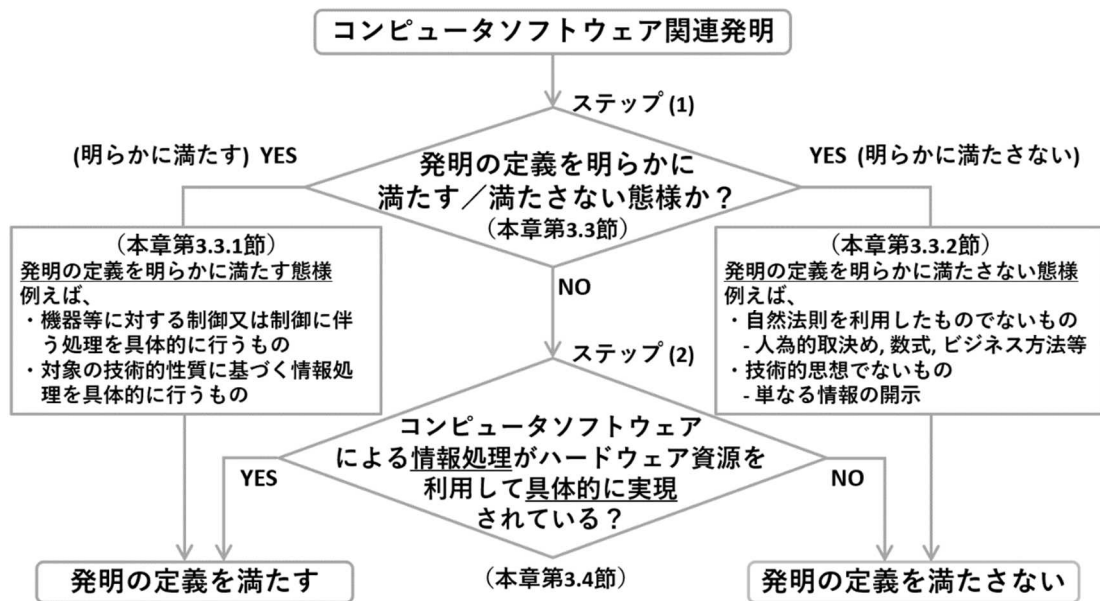 コンピュータソフトウェア関連発明
ステップ (1)
(明らかに満たす) YES
YES (明らかに満たさない)
発明の定義を明らかに
満たす／満たさない態様か？
(本章第3.3節)
NO
（本章第3.3.1節）
発明の定義を明らかに満たす態様
例えば、
・機器等に対する制御又は制御に伴
う処理を具体的に行うもの
・対象の技術的性質に基づく情報処
理を具体的に行うもの
（本章第3.3.2節）
発明の定義を明らかに満たさない態様
例えば、
・自然法則を利用したものでないもの
- 人為的取決め, 数式, ビジネス方法等
・技術的思想でないもの
- 単なる情報の開示
ステップ (2)
コンピュータソフトウェア
による情報処理がハードウェア資源を
利用して具体的に実現
されている？
(本章第3.4節)
YES
NO
発明の定義を満たす
発明の定義を満たさない